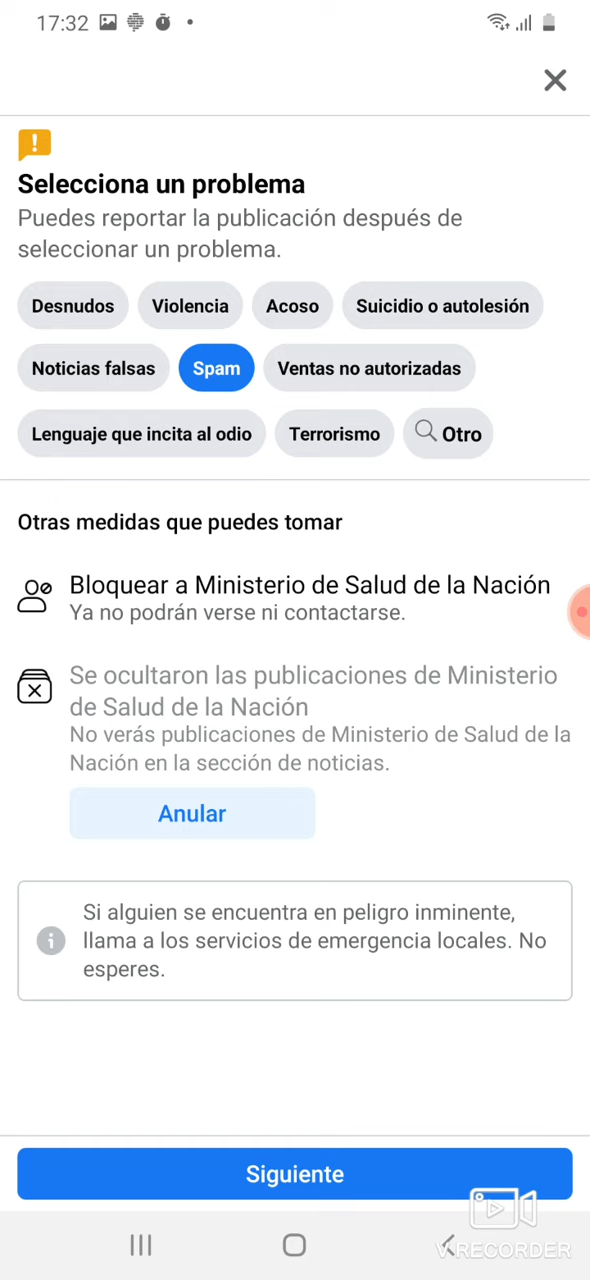 17:32
Selecciona un problema
Puedes reportar la publicación después de
seleccionar un problema.
Desnudos Violencia Acoso Suicidio o autolesión
Noticias falsas Spam Ventas no autorizadas
Lenguaje que incita al odio Terrorismo Otro
Otras medidas que puedes tomar
Bloquear a Ministerio de Salud de la Nación
Ya no podrán verse ni contactarse.
Se ocultaron las publicaciones de Ministerio
de Salud de la Nación
No verás publicaciones de Ministerio de Salud de la
Nación en la sección de noticias.
Anular
Si alguien se encuentra en peligro inminente,
llama a los servicios de emergencia locales. No
esperes.
Siguiente
V RECORDER